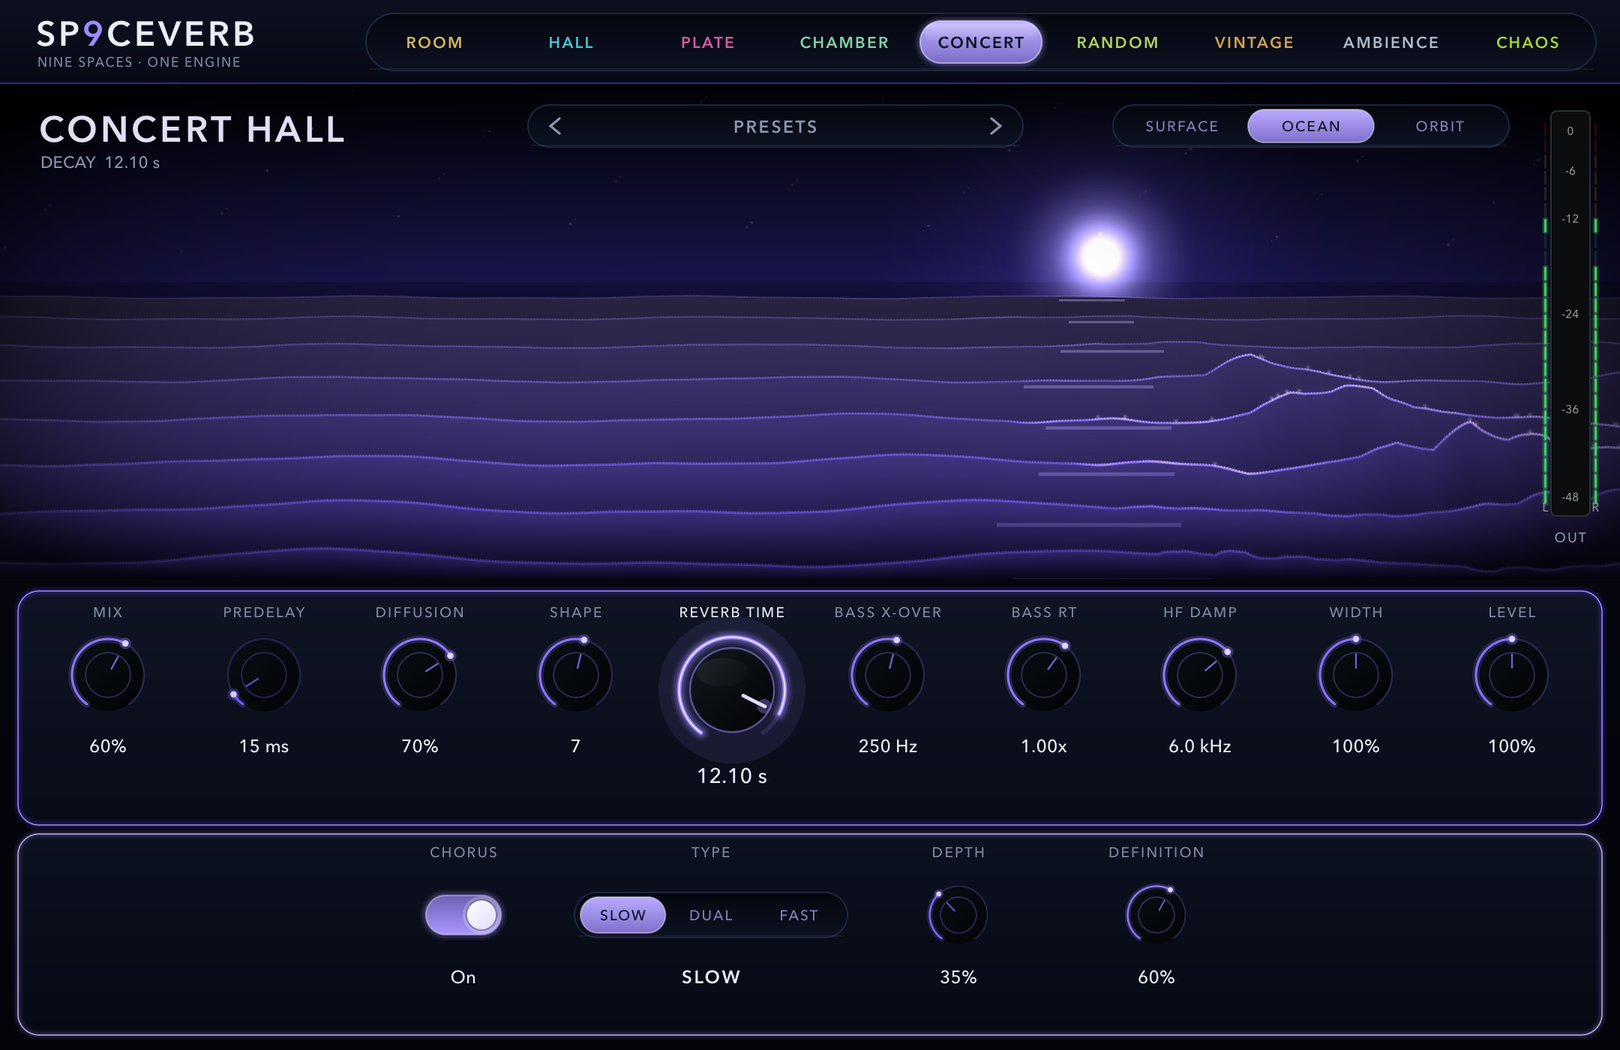 SP9CEVERB
NINE SPACES · ONE ENGINE
ROOM HALL PLATE CHAMBER CONCERT RANDOM VINTAGE AMBIENCE CHAOS
CONCERT HALL
DECAY 12.10 s
PRESETS
SURFACE OCEAN ORBIT
0
-6
-12
-24
-36
-48
L R
OUT
MIX PREDELAY DIFFUSION SHAPE REVERB TIME BASS X-OVER BASS RT HF DAMP WIDTH LEVEL
60% 15 ms 70% 7 12.10 s 250 Hz 1.00x 6.0 kHz 100% 100%
CHORUS TYPE DEPTH DEFINITION
SLOW DUAL FAST
On SLOW 35% 60%